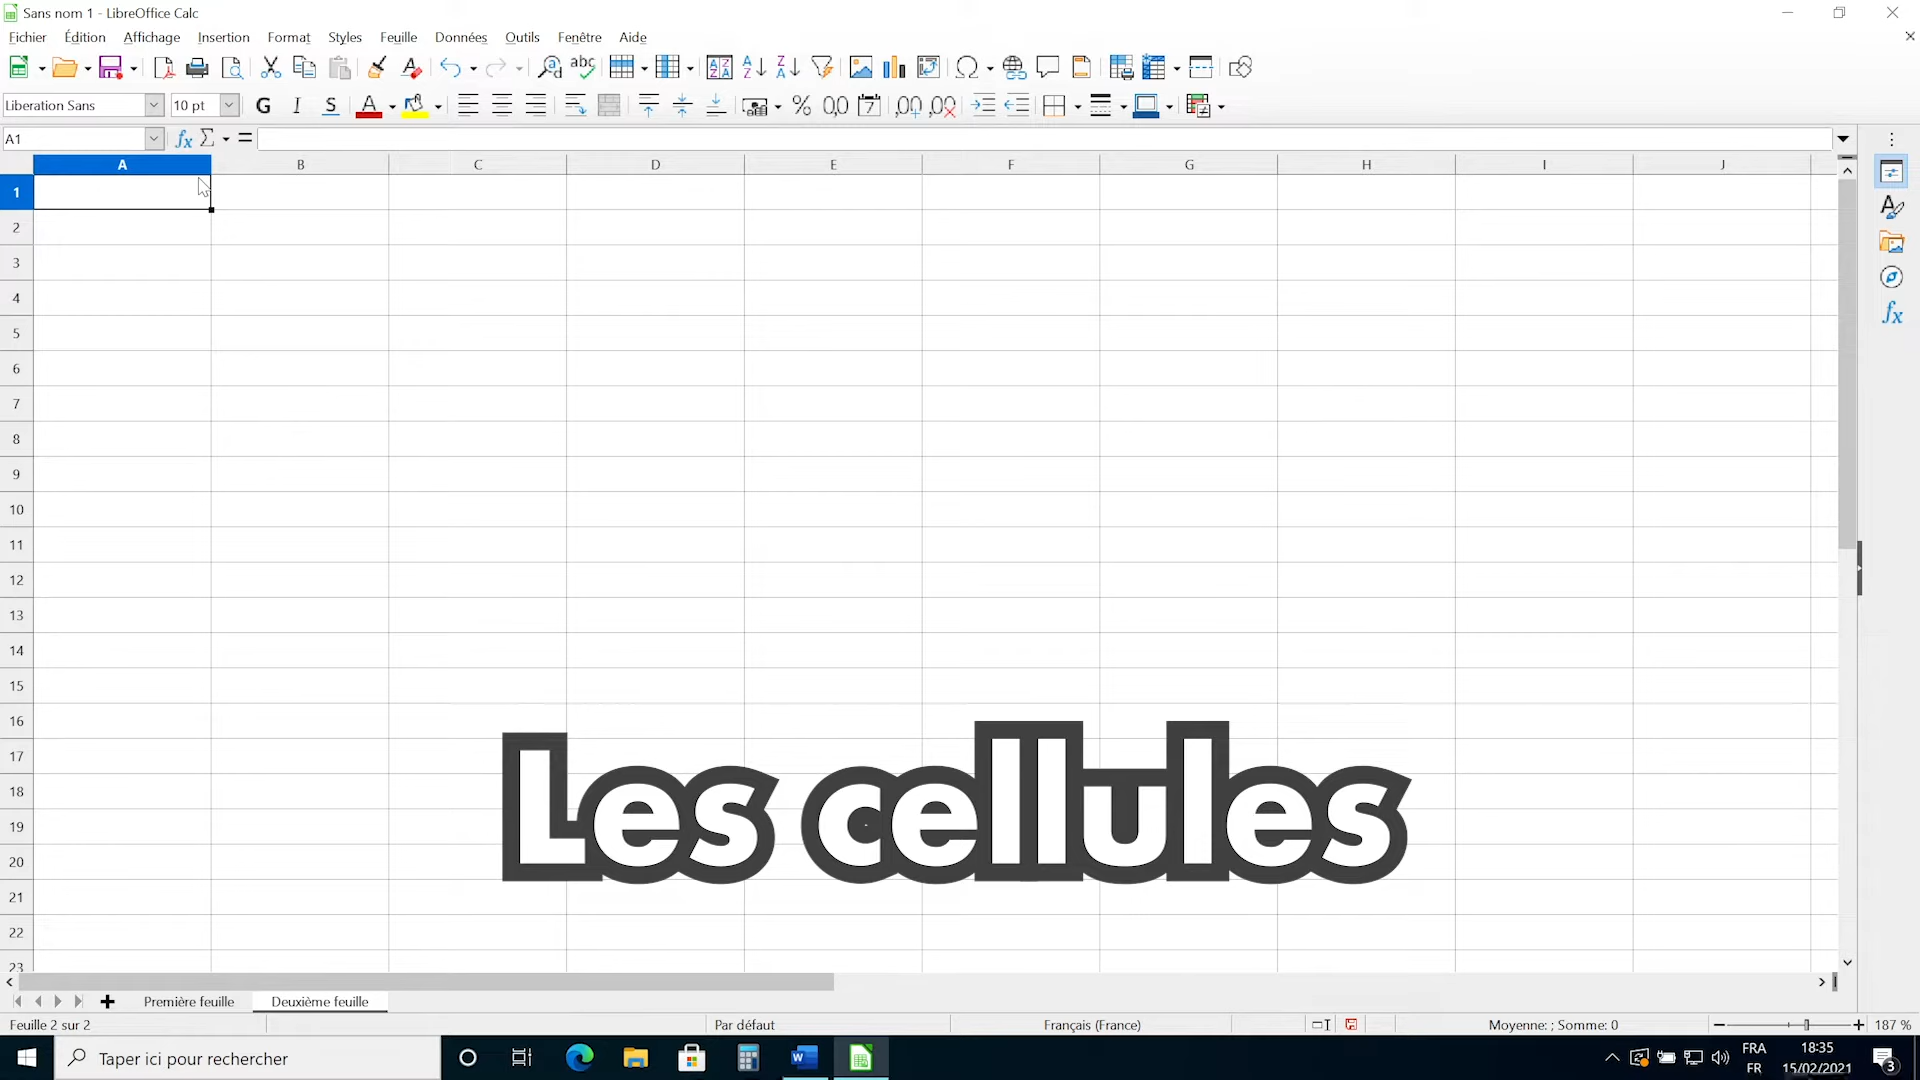 Sans nom 1 - LibreOffice Calc
Fichier Édition Affichage Insertion Format Styles Feuille Données Outils Fenêtre Aide
Liberation Sans 10 pt G I S
A1
A B C D E F G H I J
1
2
3
4
5
6
7
8
9
10
11
12
13
14
15
16
17
18
19
20
21
22
23
Les cellules
Première feuille Deuxième feuille
Feuille 2 sur 2 Par défaut Français (France) Moyenne: ; Somme: 0 187 %
Taper ici pour rechercher FRA 18:35
FR 15/02/2021 3